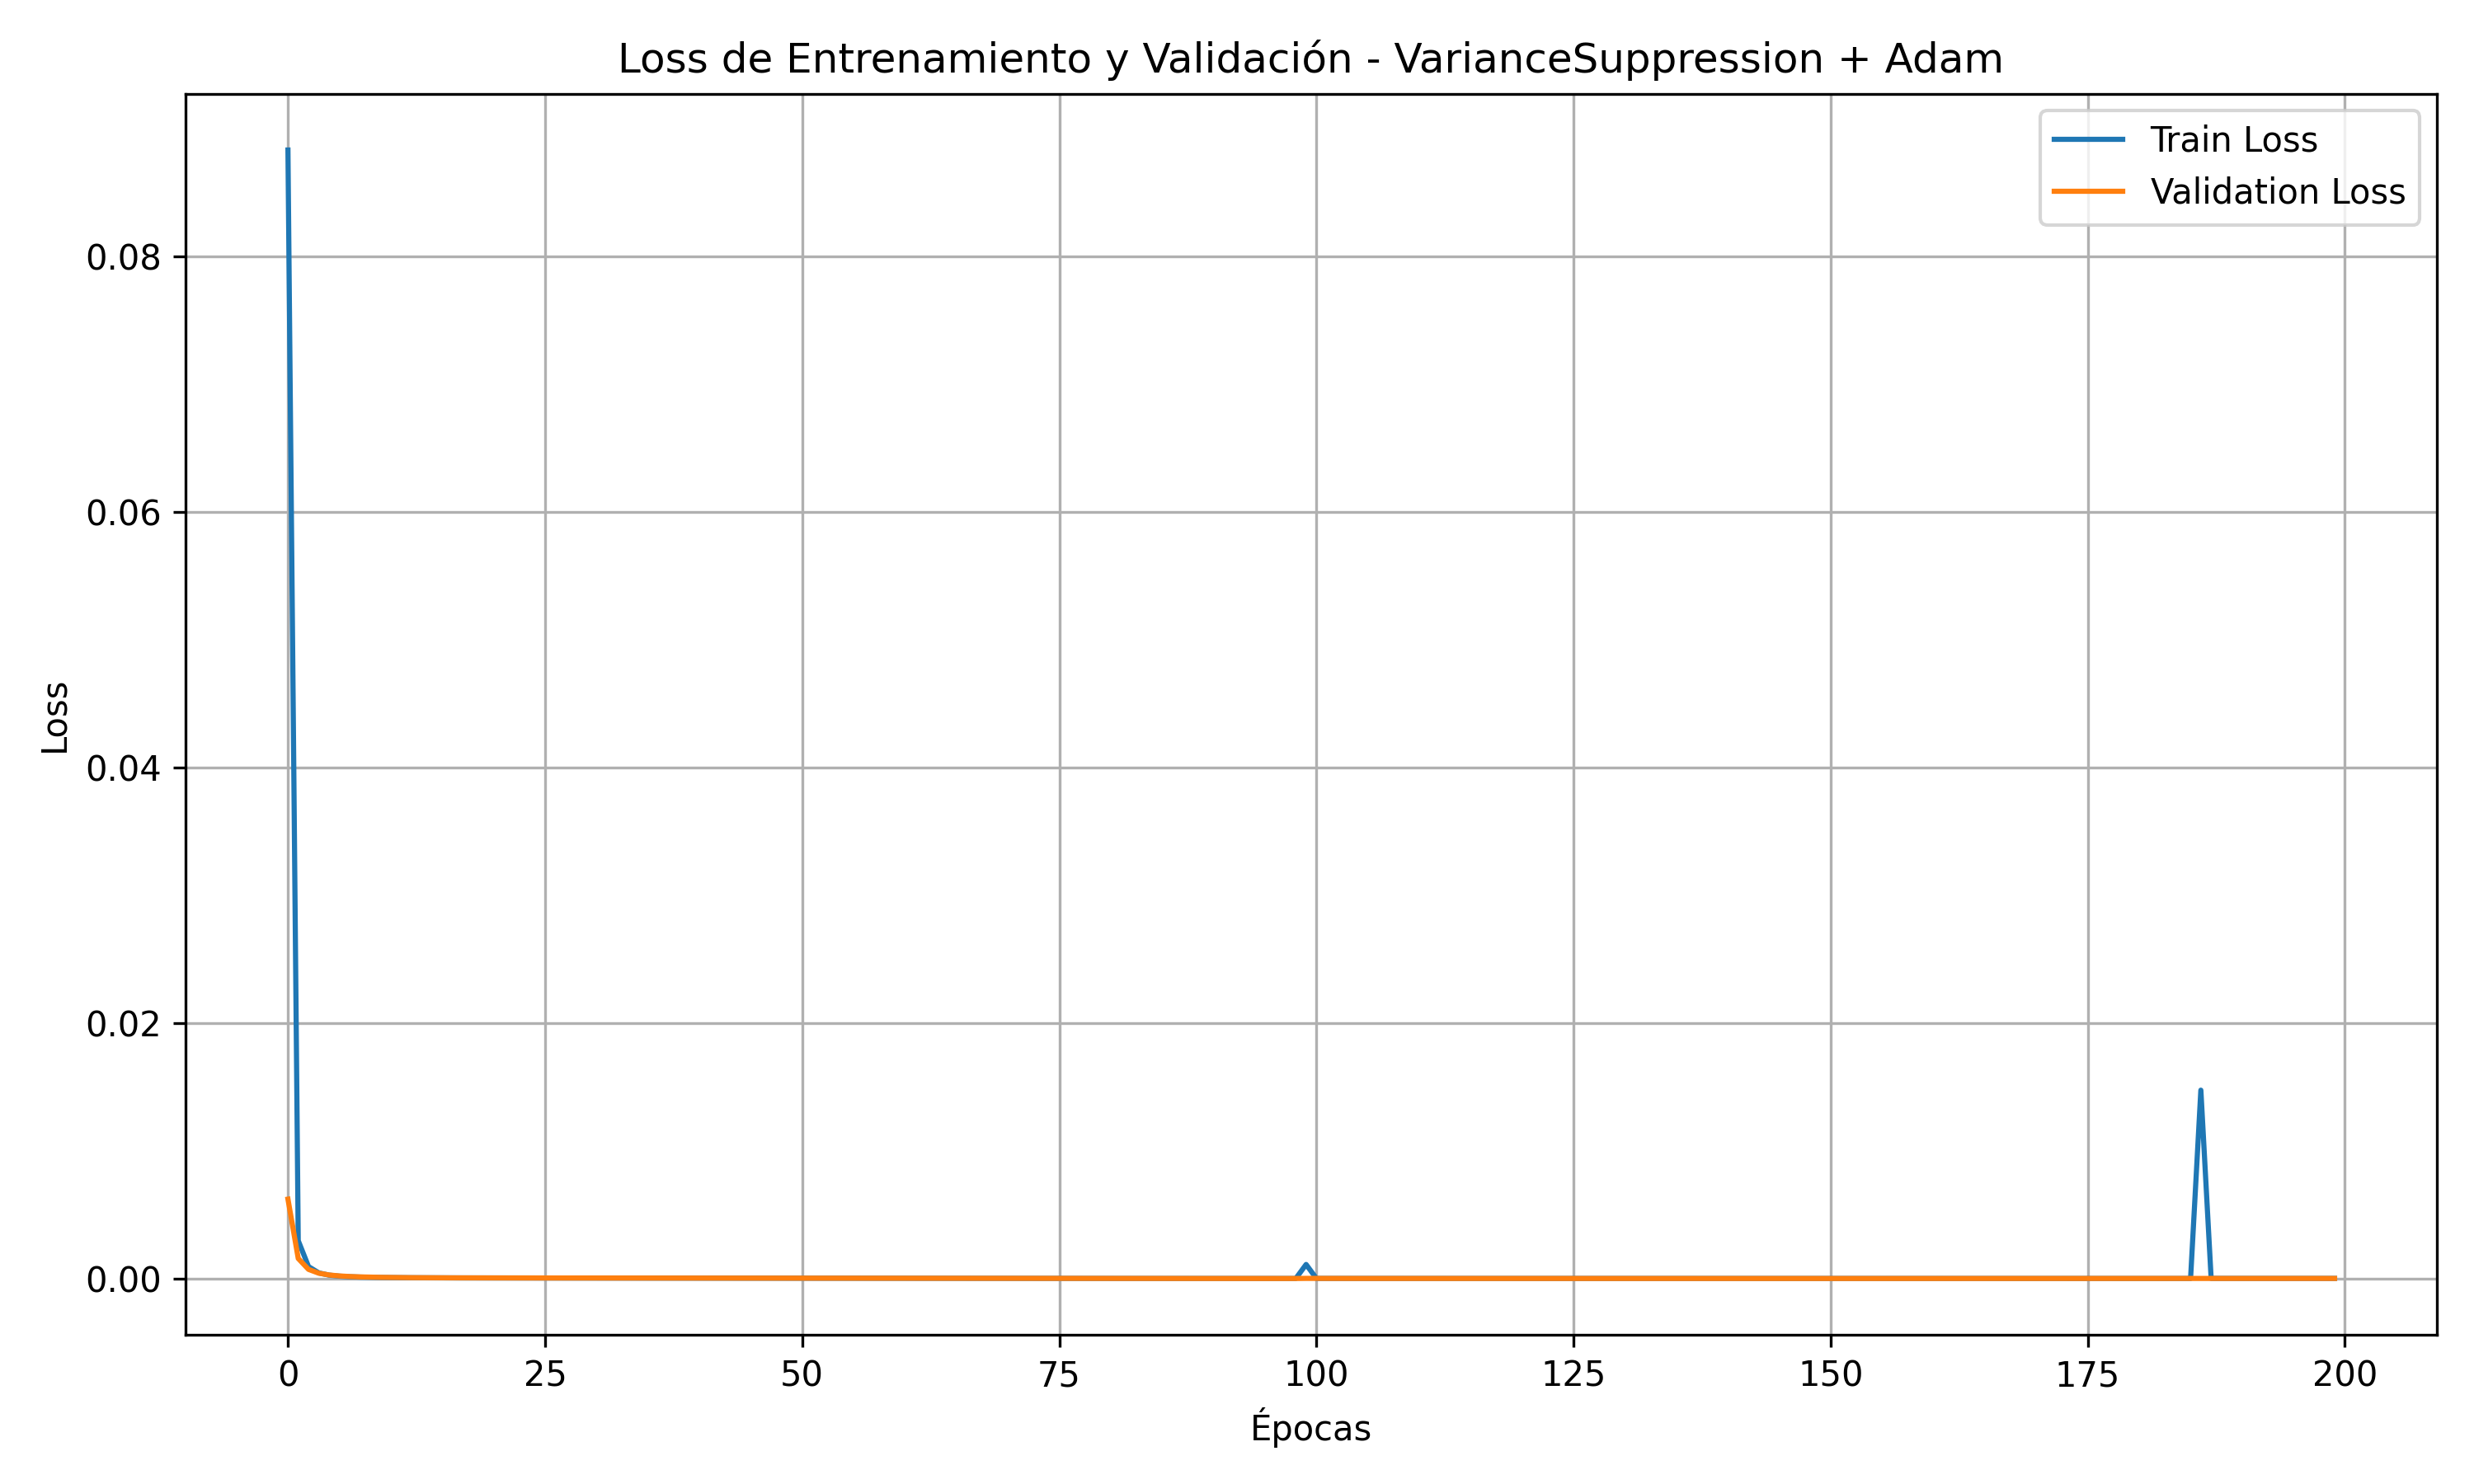 Loss de Entrenamiento y Validación - VarianceSuppression + Adam
Train Loss
Validation Loss
0.08
0.06
0.04
0.02
0.00
Loss
0 25 50 75 100 125 150 175 200
Épocas